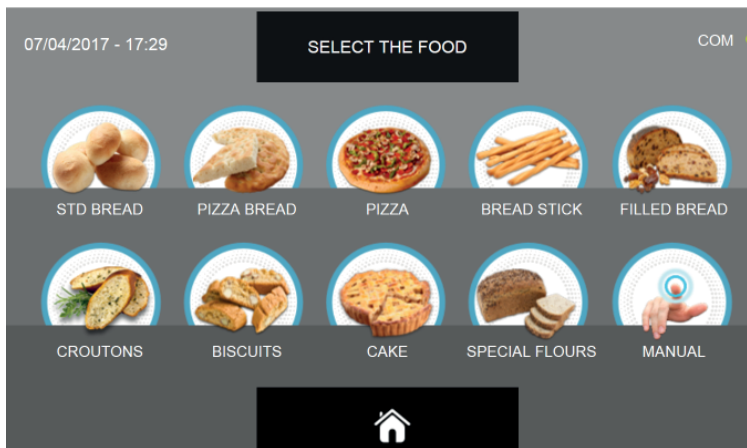 07/04/2017 - 17:29
SELECT THE FOOD
COM
STD BREAD
PIZZA BREAD
PIZZA
BREAD STICK
FILLED BREAD
CROUTONS
BISCUITS
CAKE
SPECIAL FLOURS
MANUAL